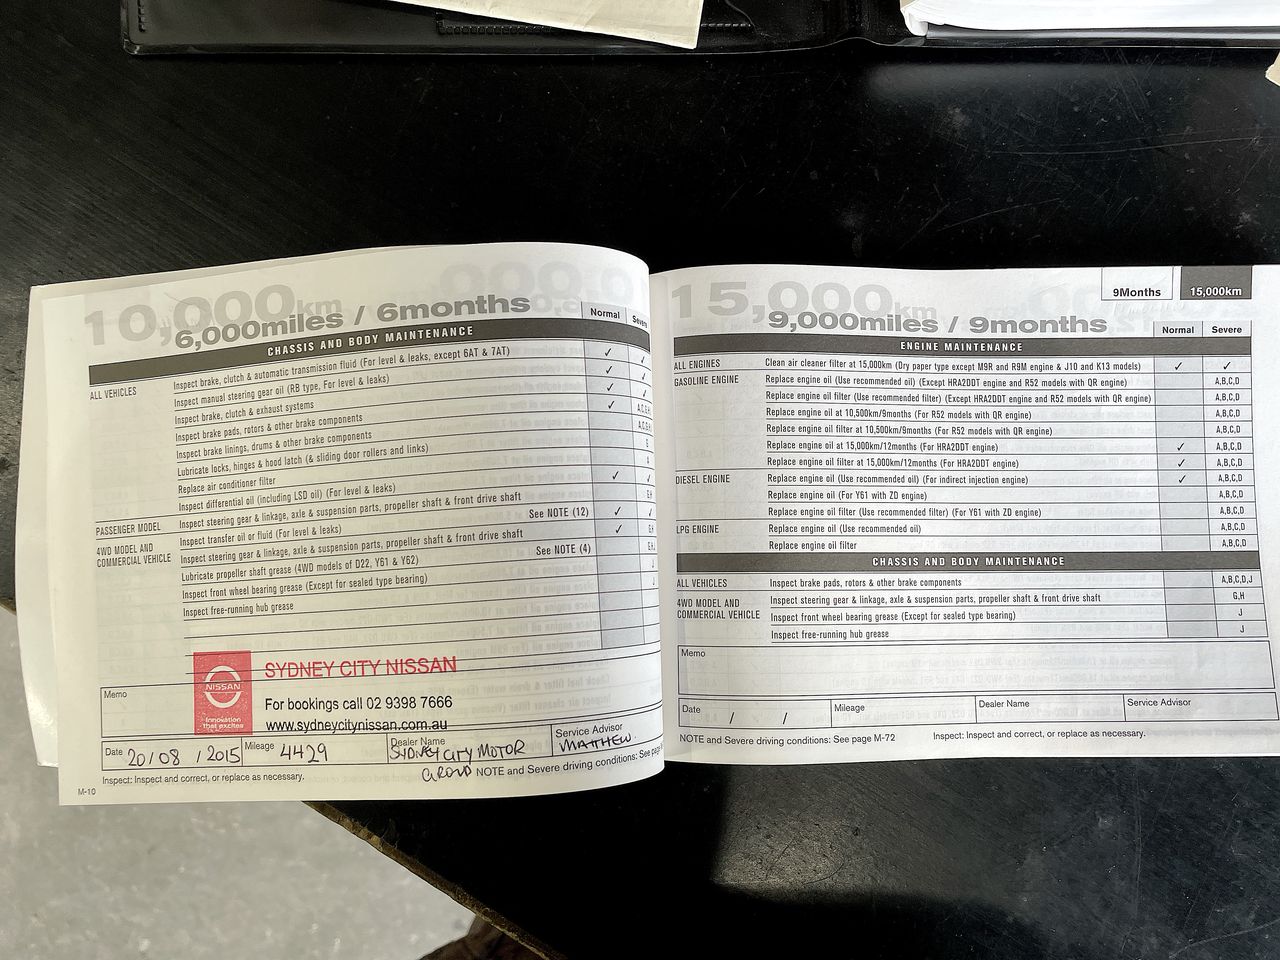 10,000km
6,000miles / 6months
Normal
CHASSIS AND BODY MAINTENANCE
ALL VEHICLES
Inspect brake, clutch & automatic transmission fluid (For level & leaks, except 6AT & 7AT) ✓ ✓
Inspect manual steering gear oil (RB type, For level & leaks) ✓ ✓
Inspect brake, clutch & exhaust systems ✓ ✓
Inspect brake pads, rotors & other brake components ✓
Inspect brake linings, drums & other brake components
Lubricate locks, hinges & hood latch (& sliding door rollers and links)
Replace air conditioner filter
Inspect differential oil (including LSD oil) (For level & leaks) ✓ ✓
PASSENGER MODEL
Inspect steering gear & linkage, axle & suspension parts, propeller shaft & front drive shaft G,H
4WD MODEL AND
COMMERCIAL VEHICLE
Inspect transfer oil or fluid (For level & leaks) See NOTE (12) ✓ ✓
Inspect steering gear & linkage, axle & suspension parts, propeller shaft & front drive shaft ✓
Lubricate propeller shaft grease (4WD models of D22, Y61 & Y62) See NOTE (4)
Inspect front wheel bearing grease (Except for sealed type bearing) J
Inspect free-running hub grease J
Memo
NISSAN
Innovation
that excites
SYDNEY CITY NISSAN
For bookings call 02 9398 7666
www.sydneycitynissan.com.au
Date 20/08/2015
Mileage 4429
Dealer Name SYDNEY CITY MOTOR
Service Advisor MATTHEW
Inspect: Inspect and correct, or replace as necessary.
NOTE and Severe driving conditions: See page
M-10
9Months
15,000km
15,000km
9,000miles / 9months
Normal Severe
ENGINE MAINTENANCE
ALL ENGINES
Clean air cleaner filter at 15,000km (Dry paper type except M9R and R9M engine & J10 and K13 models) ✓ ✓
GASOLINE ENGINE
Replace engine oil (Use recommended oil) (Except HRA2DDT engine and R52 models with QR engine) A,B,C,D
Replace engine oil filter (Use recommended filter) (Except HRA2DDT engine and R52 models with QR engine) A,B,C,D
Replace engine oil at 10,500km/9months (For R52 models with QR engine) A,B,C,D
Replace engine oil filter at 10,500km/9months (For R52 models with QR engine) A,B,C,D
Replace engine oil at 15,000km/12months (For HRA2DDT engine) ✓ A,B,C,D
Replace engine oil filter at 15,000km/12months (For HRA2DDT engine) ✓ A,B,C,D
DIESEL ENGINE
Replace engine oil (Use recommended oil) (For indirect injection engine) ✓ A,B,C,D
Replace engine oil (For Y61 with ZD engine) A,B,C,D
Replace engine oil filter (Use recommended filter) (For Y61 with ZD engine) A,B,C,D
LPG ENGINE
Replace engine oil (Use recommended oil) A,B,C,D
Replace engine oil filter A,B,C,D
CHASSIS AND BODY MAINTENANCE
ALL VEHICLES
Inspect brake pads, rotors & other brake components A,B,C,D,J
4WD MODEL AND
COMMERCIAL VEHICLE
Inspect steering gear & linkage, axle & suspension parts, propeller shaft & front drive shaft G,H
Inspect front wheel bearing grease (Except for sealed type bearing) J
Inspect free-running hub grease J
Memo
Date / /
Mileage
Dealer Name
Service Advisor
NOTE and Severe driving conditions: See page M-72
Inspect: Inspect and correct, or replace as necessary.